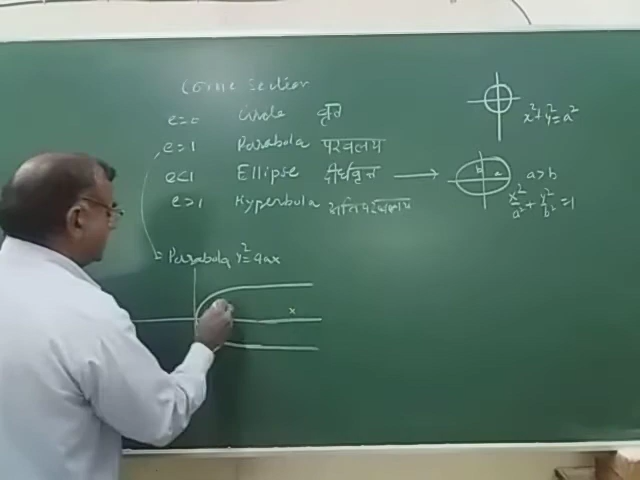 Conic Section
e=0 Circle वृत्त
e=1 Parabola परवलय
e<1 Ellipse दीर्घवृत्त →
e>1 Hyperbola अतिपरवलय
x²+y²=a²
b a
a>b
x²/a² + y²/b² =1
Parabola y²=4ax
x